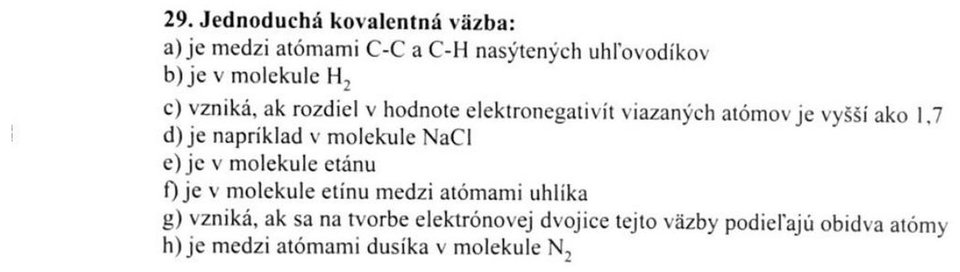 29. Jednoduchá kovalentná väzba:
a) je medzi atómami C-C a C-H nasýtených uhľovodíkov
b) je v molekule H₂
c) vzniká, ak rozdiel v hodnote elektronegativít viazaných atómov je vyšší ako 1,7
d) je napríklad v molekule NaCl
e) je v molekule etánu
f) je v molekule etínu medzi atómami uhlíka
g) vzniká, ak sa na tvorbe elektrónovej dvojice tejto väzby podieľajú obidva atómy
h) je medzi atómami dusíka v molekule N₂